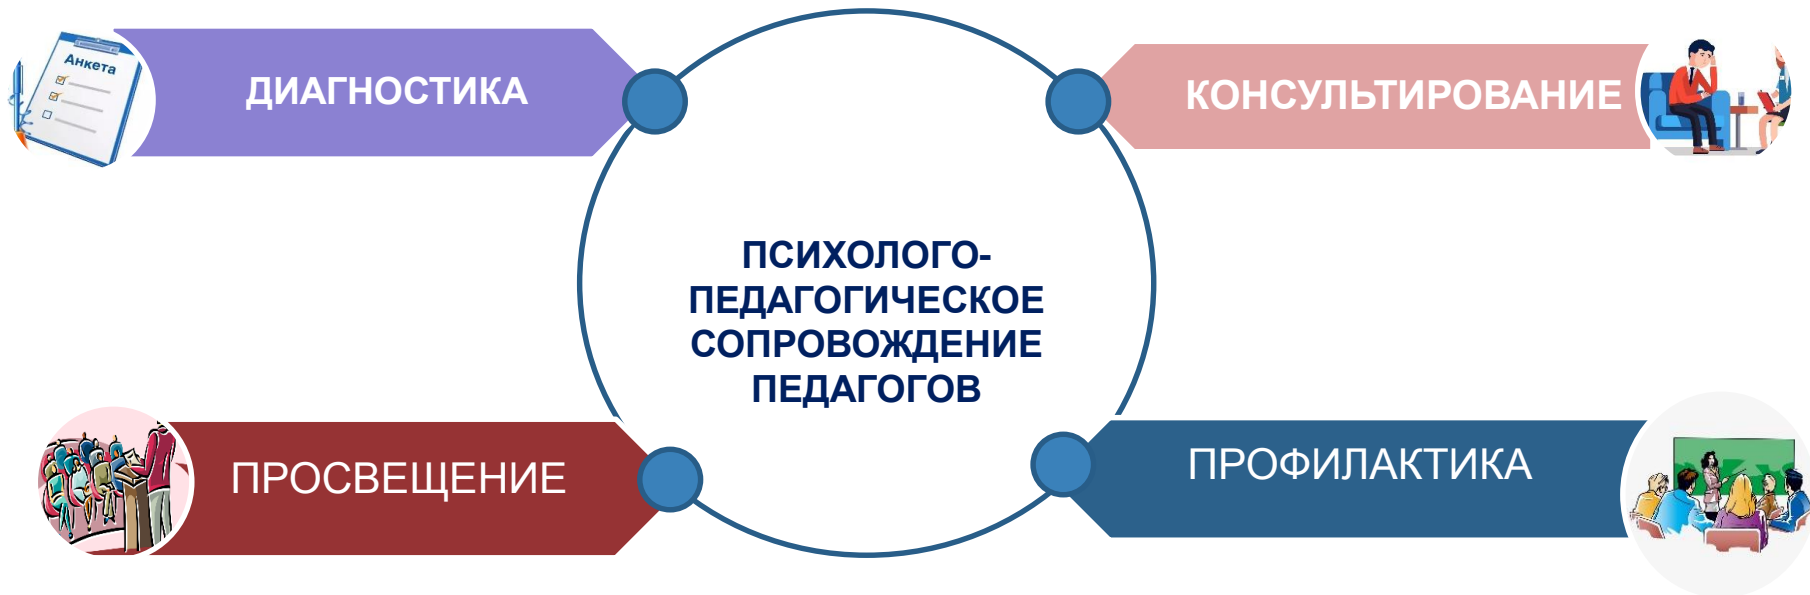 Анкета
ДИАГНОСТИКА
КОНСУЛЬТИРОВАНИЕ
ПСИХОЛОГО-
ПЕДАГОГИЧЕСКОЕ
СОПРОВОЖДЕНИЕ
ПЕДАГОГОВ
ПРОСВЕЩЕНИЕ
ПРОФИЛАКТИКА